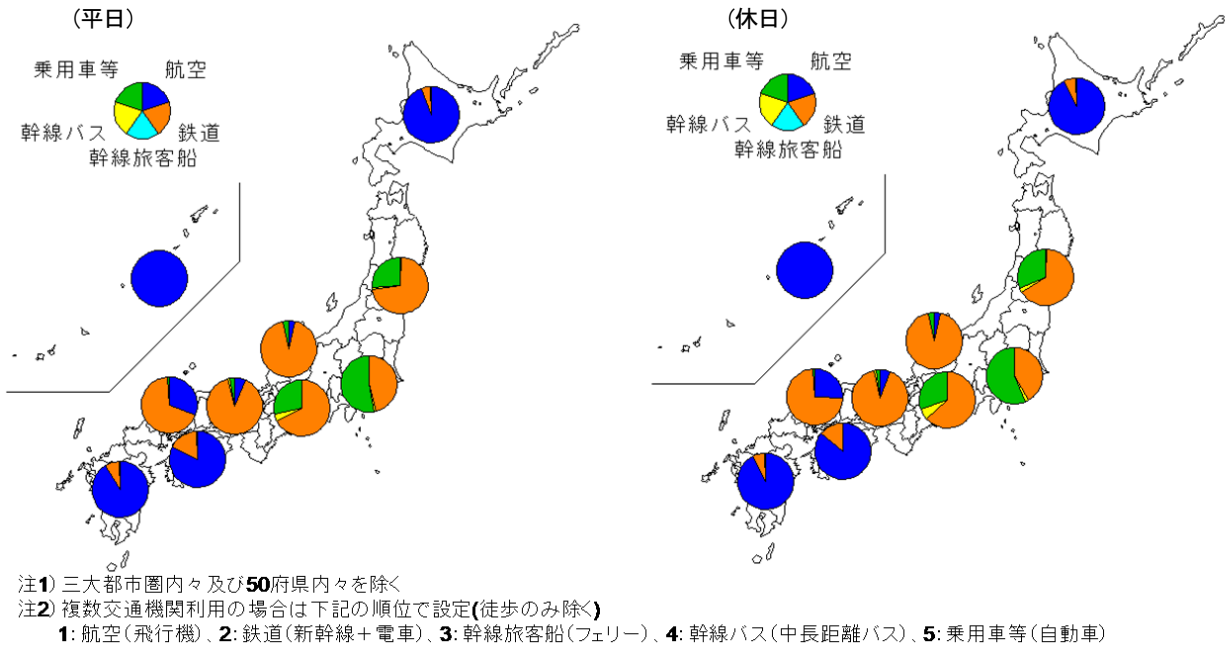 (平日)
乗用車等 航空
幹線バス 鉄道
幹線旅客船
(休日)
乗用車等 航空
幹線バス 鉄道
幹線旅客船
注1) 三大都市圏内々及び50府県内々を除く
注2) 複数交通機関利用の場合は下記の順位で設定(徒歩のみ除く)
1: 航空(飛行機)、2: 鉄道(新幹線+電車)、3: 幹線旅客船(フェリー)、4: 幹線バス(中長距離バス)、5: 乗用車等(自動車)